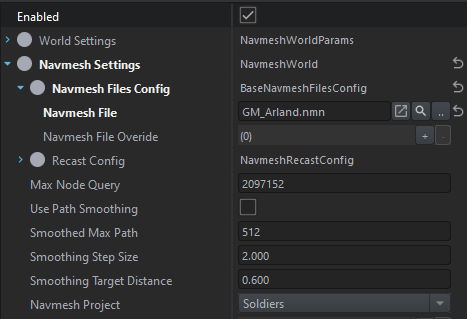 Enabled
World Settings NavmeshWorldParams
Navmesh Settings NavmeshWorld
Navmesh Files Config BaseNavmeshFilesConfig
Navmesh File GM_Arland.nmn ..
Navmesh File Overide (0) + -
Recast Config NavmeshRecastConfig
Max Node Query 2097152
Use Path Smoothing
Smoothed Max Path 512
Smoothing Step Size 2.000
Smoothing Target Distance 0.600
Navmesh Project Soldiers